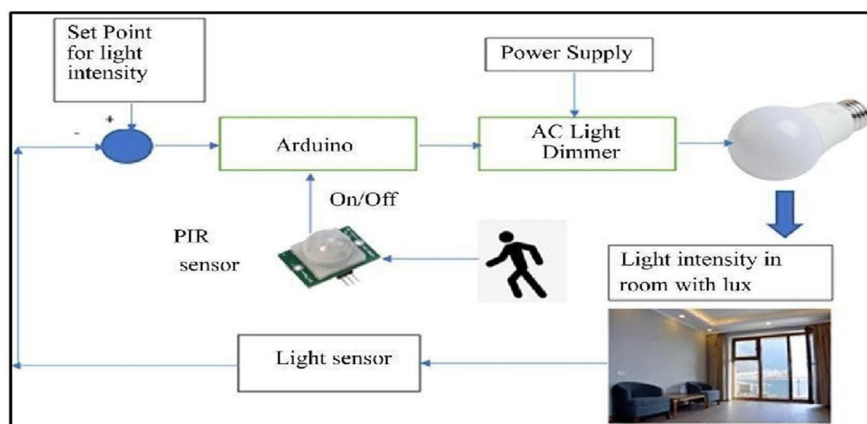 Set Point
for light
intensity
Power Supply
+
-
Arduino
AC Light
Dimmer
On/Off
PIR
sensor
Light intensity in
room with lux
Light sensor